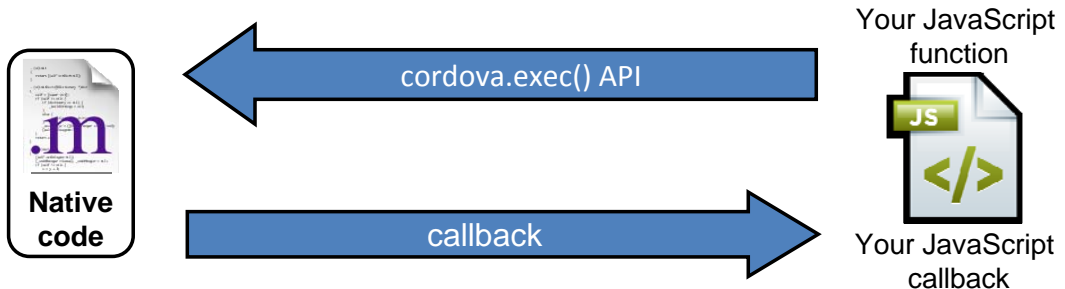 Your JavaScript
function
cordova.exec() API
JS
</>
.m
Native
code
callback
Your JavaScript
callback